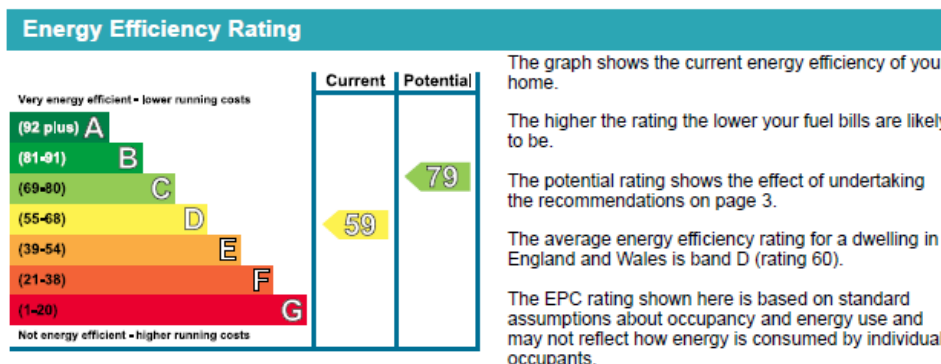 Energy Efficiency Rating
Current Potential
Very energy efficient - lower running costs
(92 plus) A
(81-91) B
(69-80) C
(55-68) D
(39-54) E
(21-38) F
(1-20) G
Not energy efficient - higher running costs
59
79
The graph shows the current energy efficiency of you
home.
The higher the rating the lower your fuel bills are likely
to be.
The potential rating shows the effect of undertaking
the recommendations on page 3.
The average energy efficiency rating for a dwelling in
England and Wales is band D (rating 60).
The EPC rating shown here is based on standard
assumptions about occupancy and energy use and
may not reflect how energy is consumed by individual
occupants.